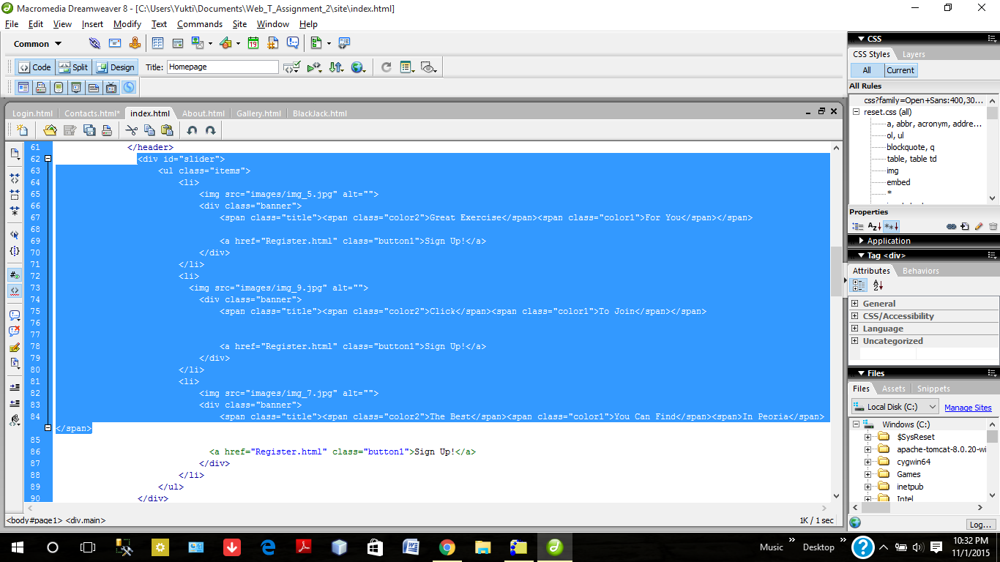 Macromedia Dreamweaver 8 - [C:\Users\Yukti\Documents\Web_T_Assignment_2\site\index.html]
File Edit View Insert Modify Text Commands Site Window Help
Common
Code Split Design Title: Homepage
Login.html Contacts.html* index.html About.html Gallery.html BlackJack.html
61 </header>
62 <div id="slider">
63 <ul class="items">
64 <li>
65 <img src="images/img_5.jpg" alt="">
66 <div class="banner">
67 <span class="title"><span class="color2">Great Exercise</span><span class="color1">For You</span></span>
68
69 <a href="Register.html" class="button1">Sign Up!</a>
70 </div>
71 </li>
72 <li>
73 <img src="images/img_9.jpg" alt="">
74 <div class="banner">
75 <span class="title"><span class="color2">Click</span><span class="color1">To Join</span></span>
76
77
78 <a href="Register.html" class="button1">Sign Up!</a>
79 </div>
80 </li>
81 <li>
82 <img src="images/img_7.jpg" alt="">
83 <div class="banner">
84 <span class="title"><span class="color2">The Best</span><span class="color1">You Can Find</span><span>In Peoria</span>
</span>
85
86 <a href="Register.html" class="button1">Sign Up!</a>
87 </div>
88 </li>
89 </ul>
90 </div>
<body#page1> <div.main> 1K / 1 sec
CSS
CSS Styles Layers
All Current
All Rules
css?family=Open+Sans:400,30...
reset.css (all)
a, abbr, acronym, addre...
ol, ul
blockquote, q
table, table td
img
embed
*
Properties
Application
Tag <div>
Attributes Behaviors
General
CSS/Accessibility
Language
Uncategorized
Files
Files Assets Snippets
Local Disk (C:) Manage Sites
Windows (C:)
$SysReset
apache-tomcat-8.0.20-wi
cygwin64
Games
inetpub
Intel
Log...
Music Desktop 10:32 PM
11/1/2015